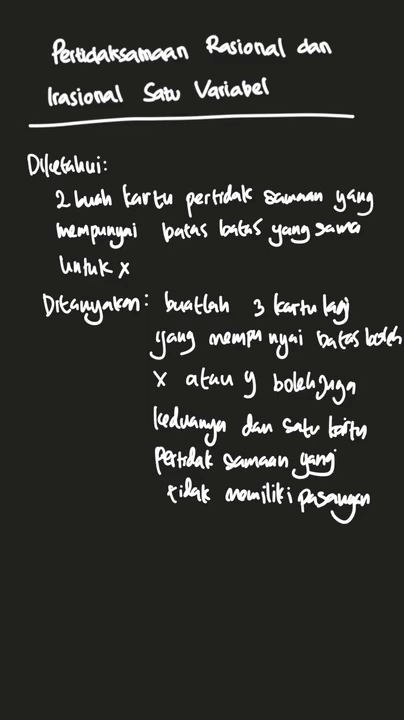 Pertidaksamaan Rasional dan
Irasional Satu Variabel
Diketahui:
2 buah kartu pertidak samaan yang
mempunyai batas batas yang sama
untuk x
Ditanyakan: buatlah 3 kartu lagi
yang mempunyai batas boleh
x atau y boleh juga
keduanya dan satu kartu
pertidak samaan yang
tidak memiliki pasangan